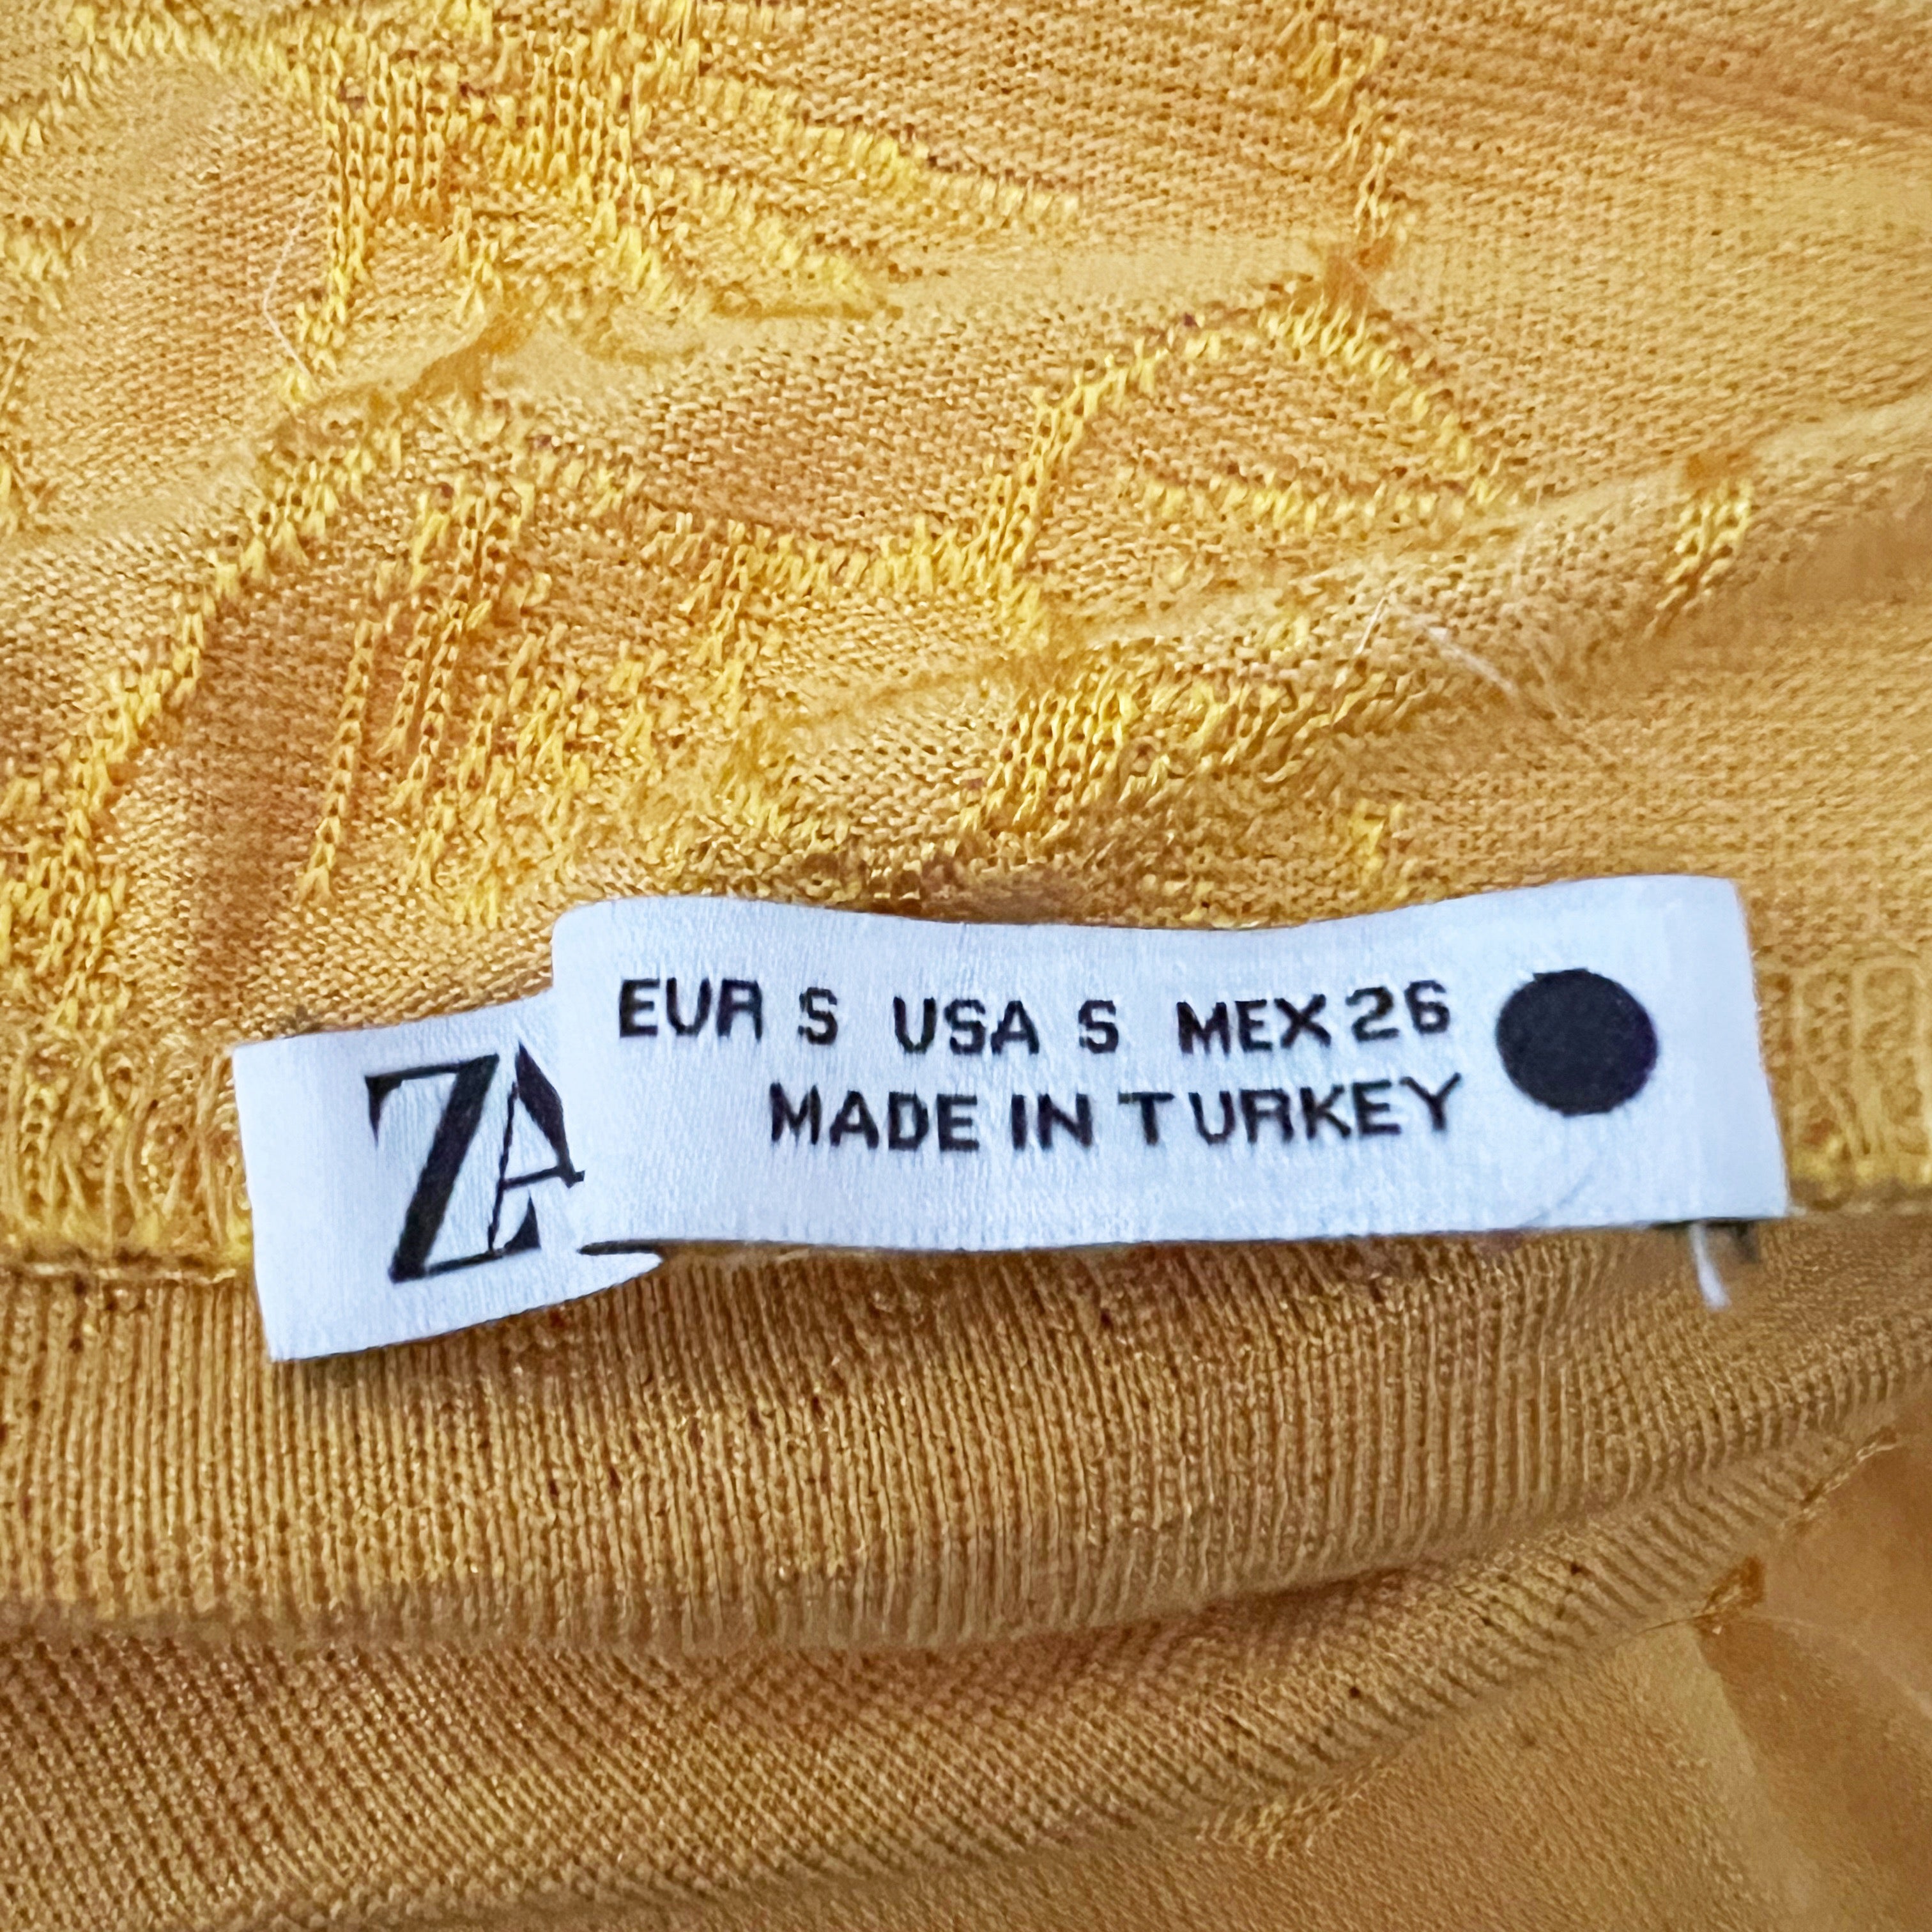 ZA
EUR S USA S MEX 26
MADE IN TURKEY